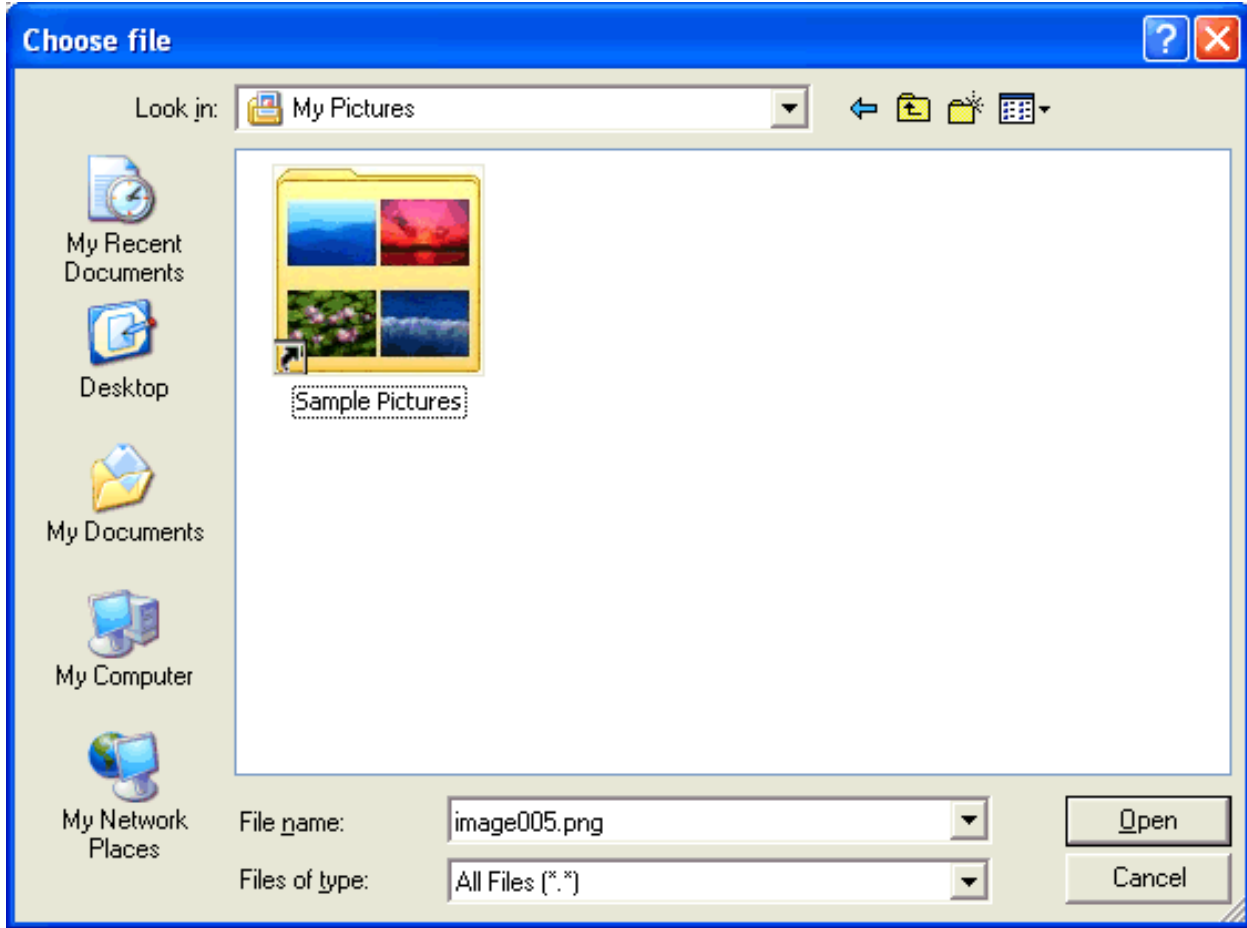 Choose file
Look in:
My Pictures
My Recent
Documents
Desktop
My Documents
My Computer
My Network
Places
Sample Pictures
File name:
image005.png
Open
Files of type:
All Files (*.*)
Cancel